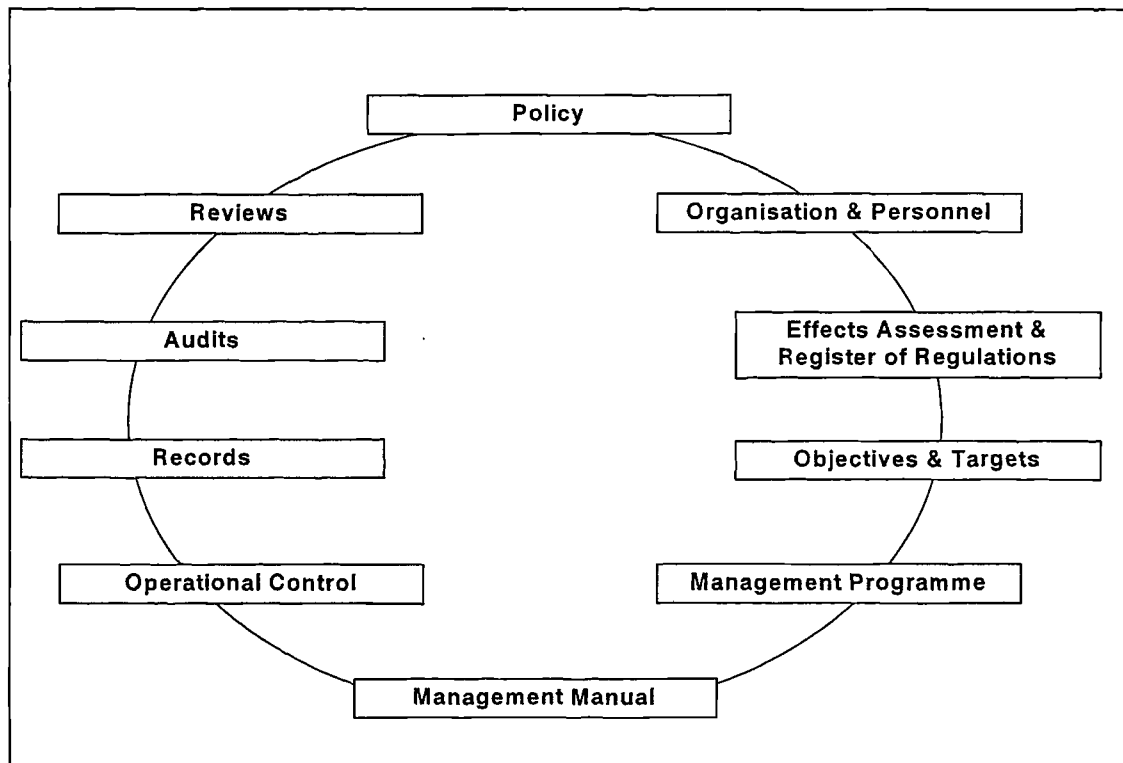 Policy
Reviews
Organisation & Personnel
Audits
Effects Assessment &
Register of Regulations
Records
Objectives & Targets
Operational Control
Management Programme
Management Manual